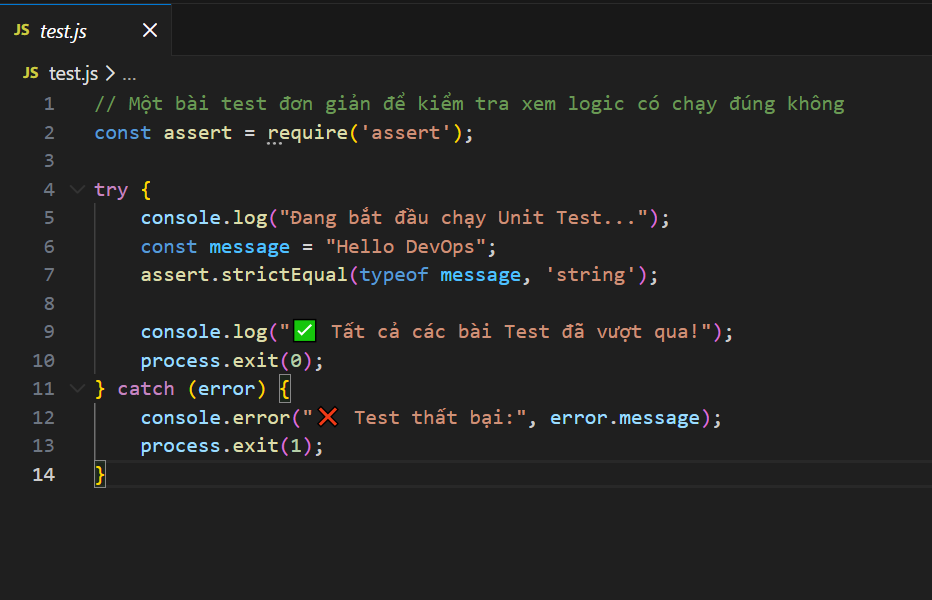 JS test.js ✕
JS test.js > ...
1 // Một bài test đơn giản để kiểm tra xem logic có chạy đúng không
2 const assert = require('assert');
3
4 try {
5     console.log("Đang bắt đầu chạy Unit Test...");
6     const message = "Hello DevOps";
7     assert.strictEqual(typeof message, 'string');
8
9     console.log("✅ Tất cả các bài Test đã vượt qua!");
10     process.exit(0);
11 } catch (error) {
12     console.error("❌ Test thất bại:", error.message);
13     process.exit(1);
14 }